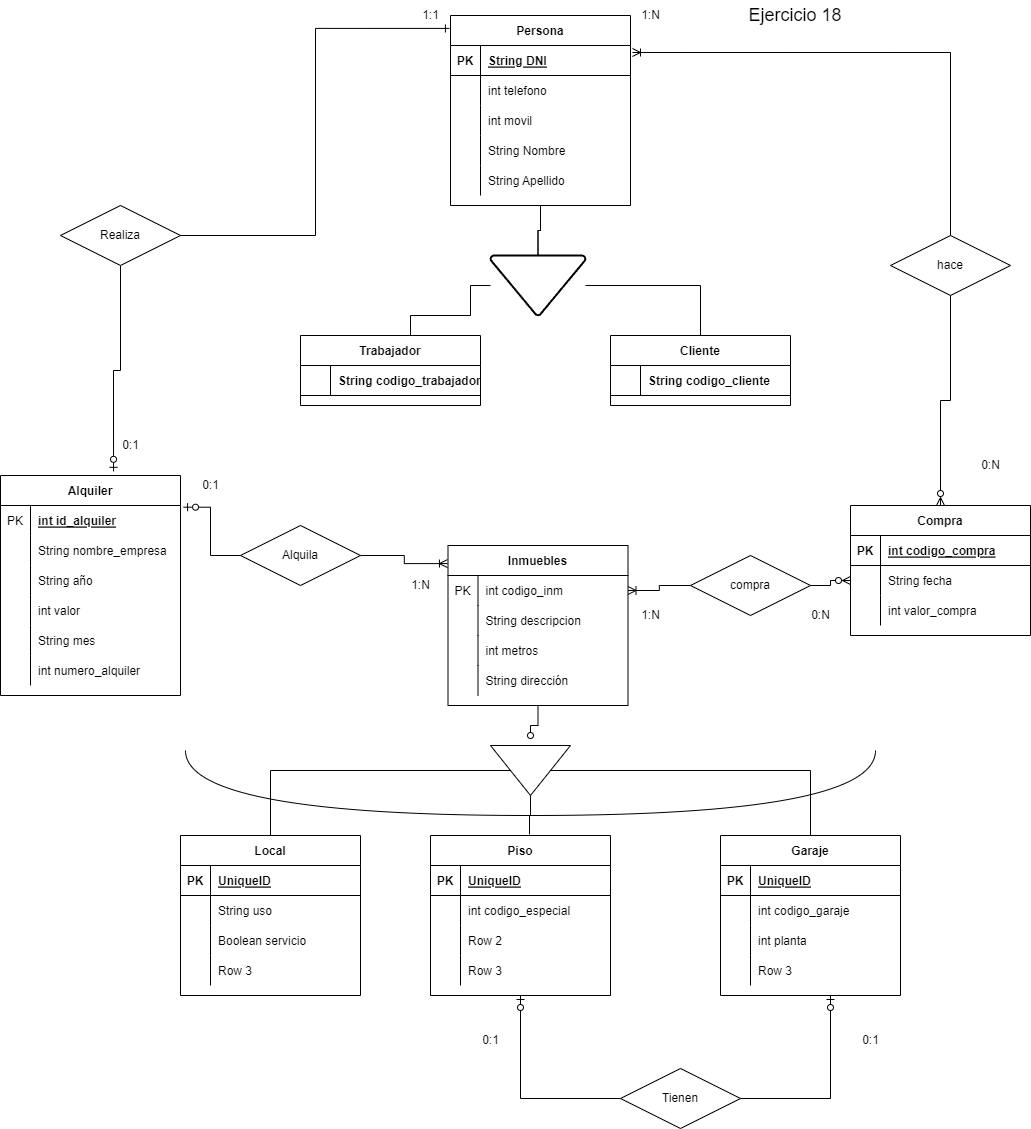 Ejercicio 18
1:1
1:N
Persona
PK String DNI
int telefono
int movil
String Nombre
String Apellido
Realiza
hace
Trabajador
String codigo_trabajador
Cliente
String codigo_cliente
0:1
0:N
0:1
Alquiler
PK int id_alquiler
String nombre_empresa
String año
int valor
String mes
int numero_alquiler
Alquila
1:N
Inmuebles
PK int codigo_inm
String descripcion
int metros
String dirección
compra
1:N
0:N
Compra
PK int codigo_compra
String fecha
int valor_compra
Local
PK UniqueID
String uso
Boolean servicio
Row 3
Piso
PK UniqueID
int codigo_especial
Row 2
Row 3
Garaje
PK UniqueID
int codigo_garaje
int planta
Row 3
0:1
0:1
Tienen